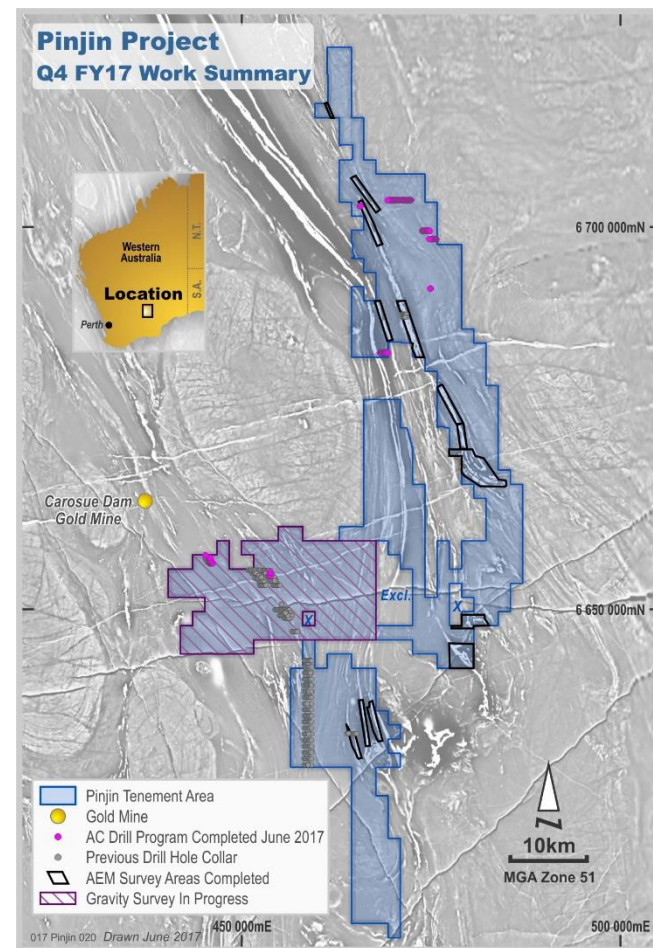 Pinjin Project
Q4 FY17 Work Summary
Western
Australia
N.T.
S.A.
Location
Perth
6 700 000mN
Carosue Dam
Gold Mine
Excl.
X
X
6 650 000mN
Pinjin Tenement Area
Gold Mine
AC Drill Program Completed June 2017
Previous Drill Hole Collar
AEM Survey Areas Completed
Gravity Survey In Progress
N
10km
MGA Zone 51
017 Pinjin 020 Drawn June 2017
450 000mE
500 000mE